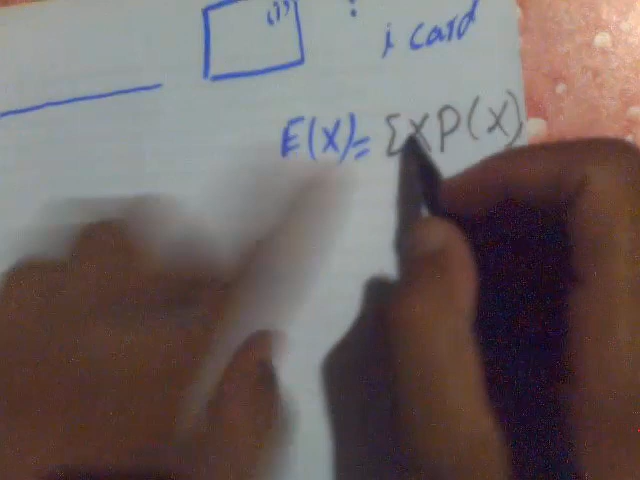 (i)
:
i card
E(X)= ΣXP(X)